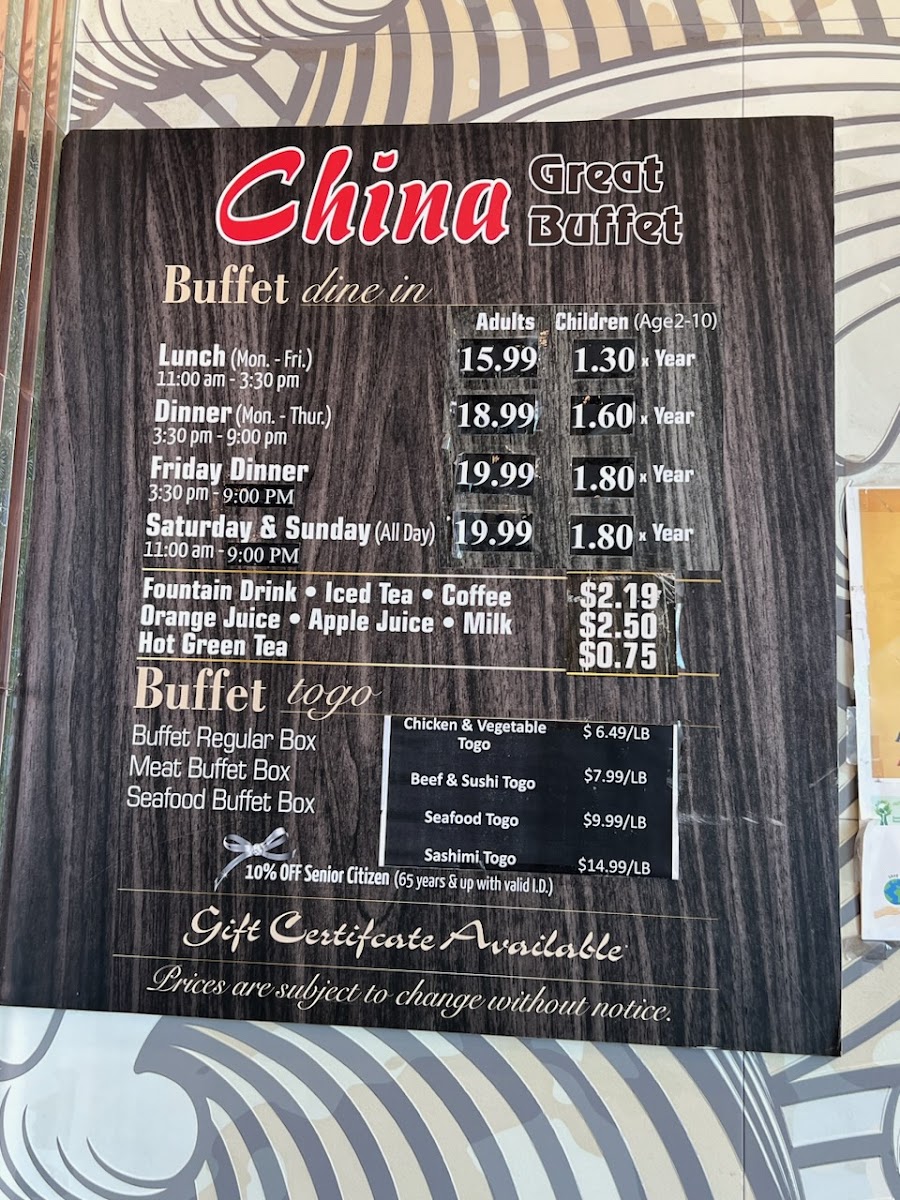 China Great Buffet
Buffet dine in
Adults Children (Age2-10)
Lunch (Mon. - Fri.) 15.99 1.30 x Year
11:00 am - 3:30 pm
Dinner (Mon. - Thur.) 18.99 1.60 x Year
3:30 pm - 9:00 pm
Friday Dinner 19.99 1.80 x Year
3:30 pm - 9:00 PM
Saturday & Sunday (All Day) 19.99 1.80 x Year
11:00 am - 9:00 PM
Fountain Drink • Iced Tea • Coffee $2.19
Orange Juice • Apple Juice • Milk $2.50
Hot Green Tea $0.75
Buffet togo
Buffet Regular Box
Meat Buffet Box
Seafood Buffet Box
Chicken & Vegetable $ 6.49/LB
Togo
Beef & Sushi Togo $7.99/LB
Seafood Togo $9.99/LB
Sashimi Togo $14.99/LB
10% OFF Senior Citizen (65 years & up with valid I.D.)
Gift Certifcate Available
Prices are subject to change without notice.